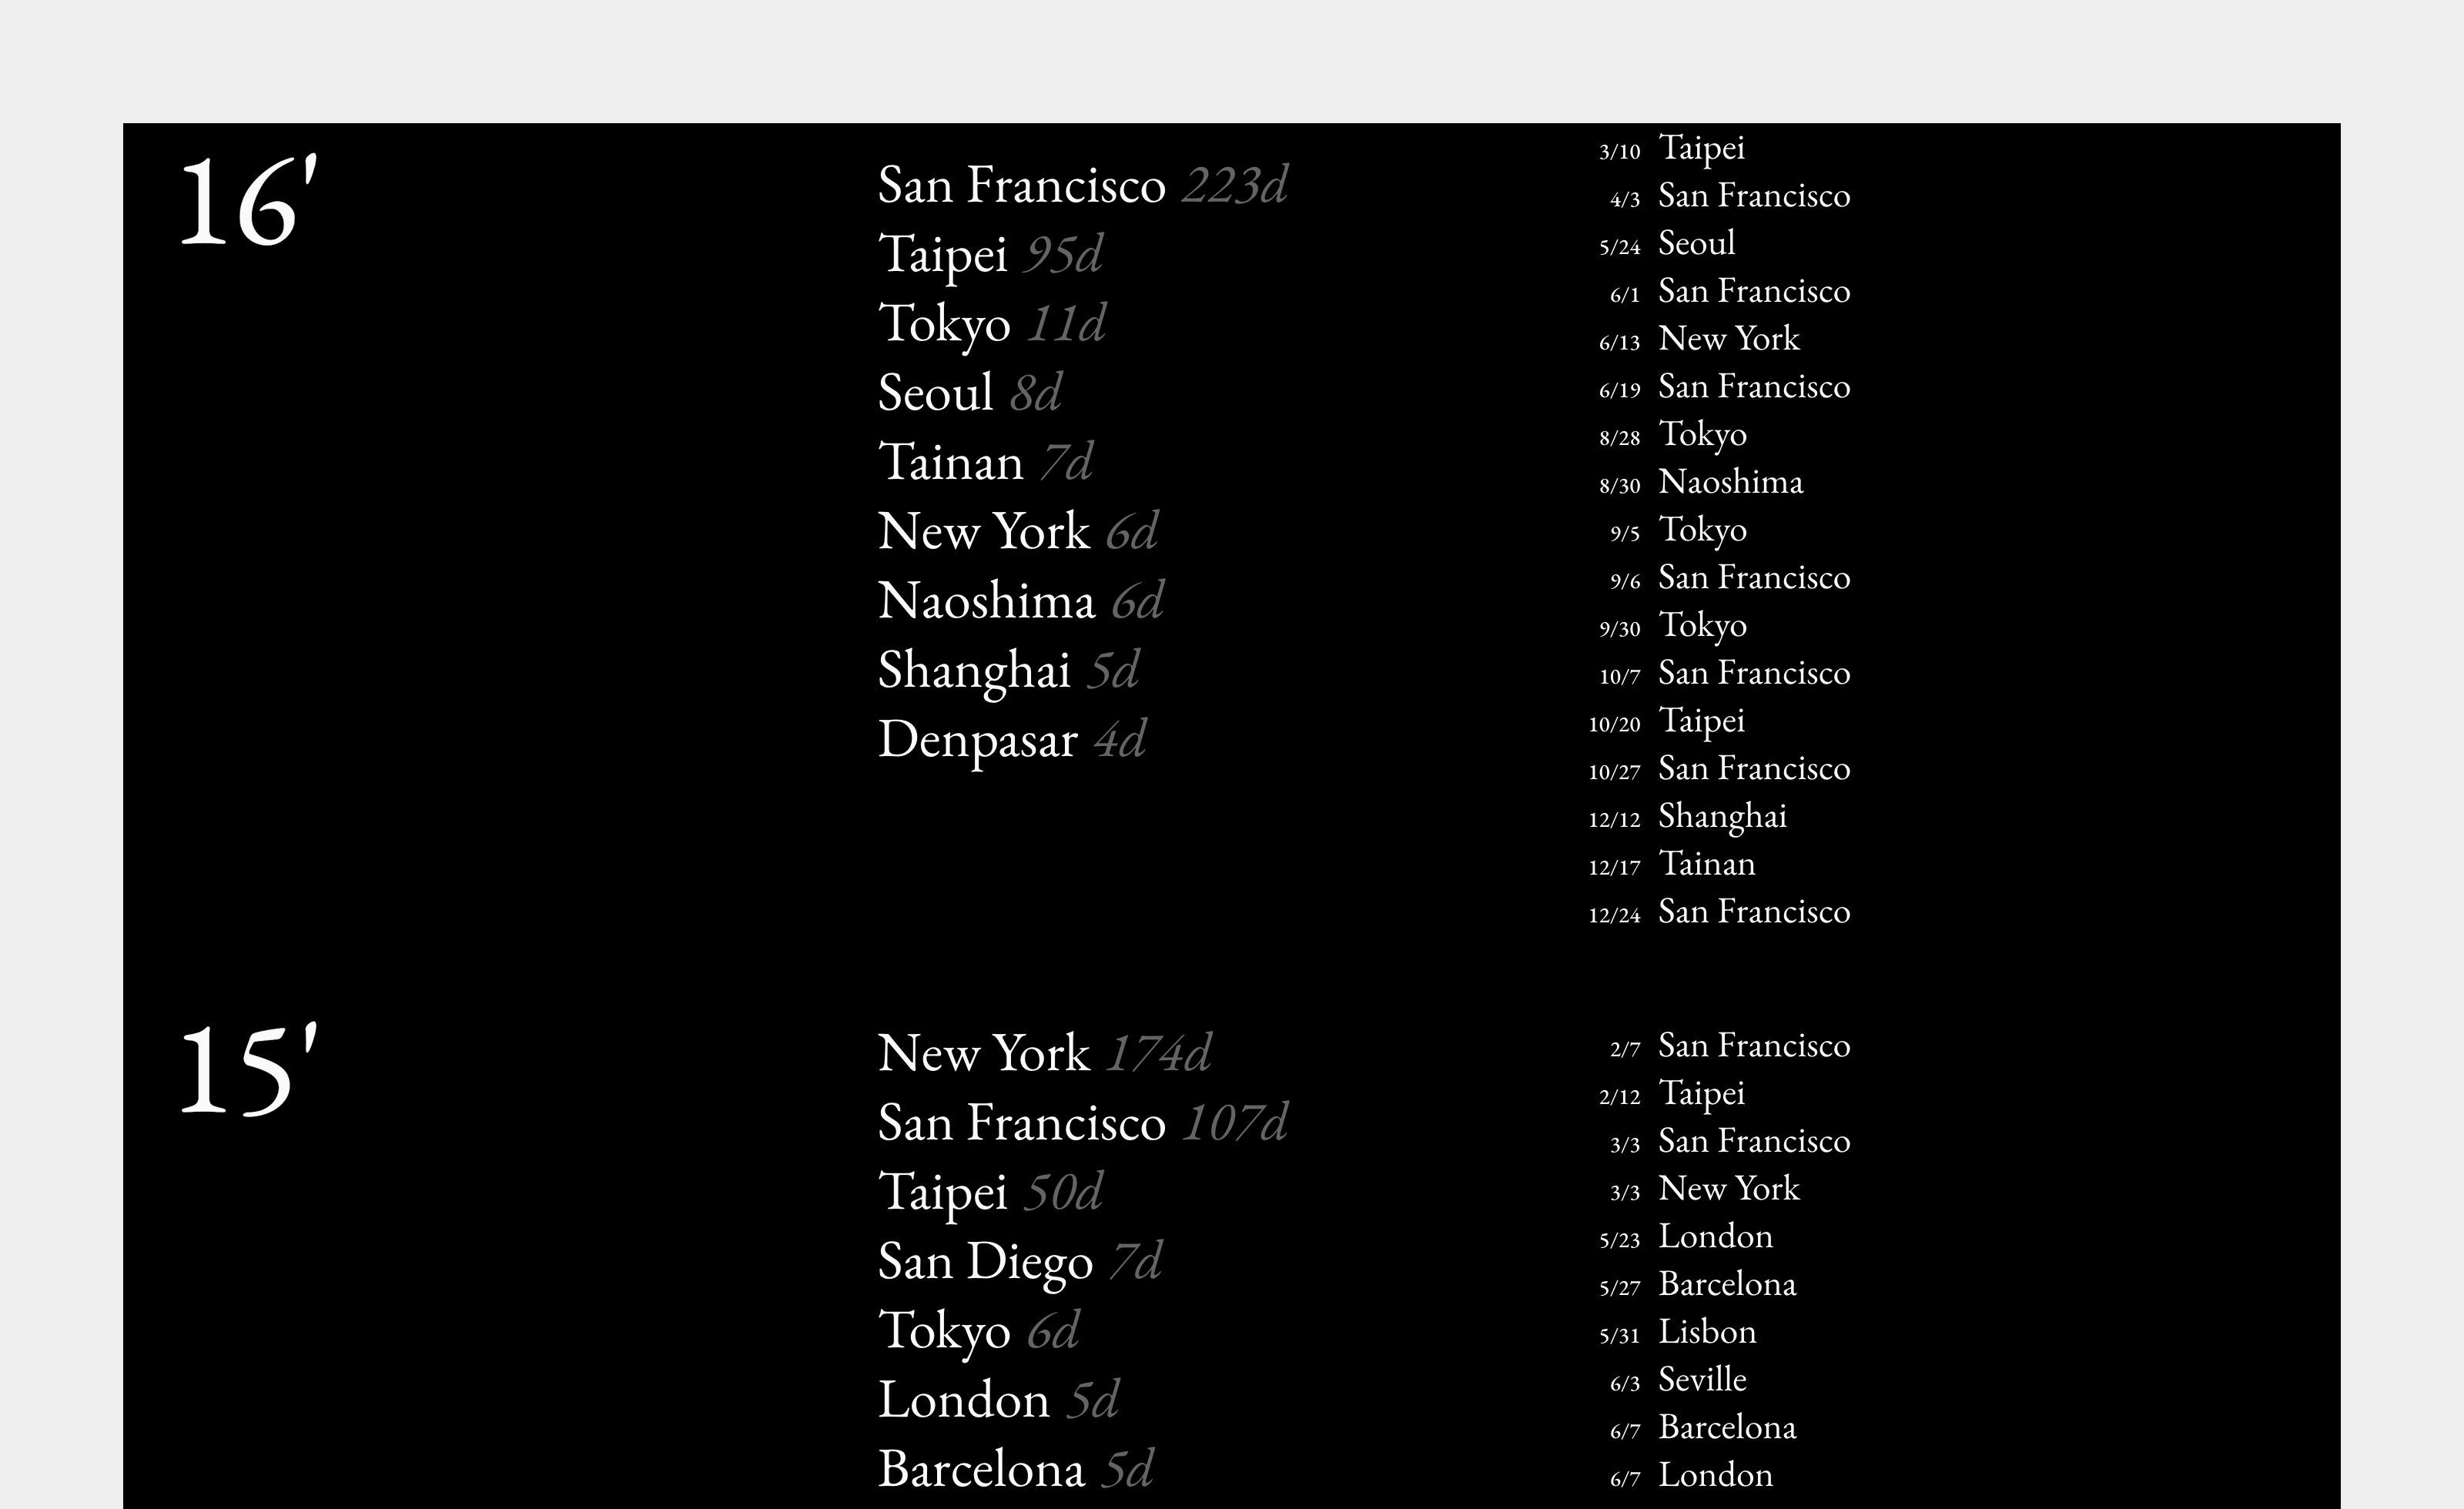 16'
San Francisco 223d
Taipei 95d
Tokyo 11d
Seoul 8d
Tainan 7d
New York 6d
Naoshima 6d
Shanghai 5d
Denpasar 4d
3/10 Taipei
4/3 San Francisco
5/24 Seoul
6/1 San Francisco
6/13 New York
6/19 San Francisco
8/28 Tokyo
8/30 Naoshima
9/5 Tokyo
9/6 San Francisco
9/30 Tokyo
10/7 San Francisco
10/20 Taipei
10/27 San Francisco
12/12 Shanghai
12/17 Tainan
12/24 San Francisco
15'
New York 174d
San Francisco 107d
Taipei 50d
San Diego 7d
Tokyo 6d
London 5d
Barcelona 5d
2/7 San Francisco
2/12 Taipei
3/3 San Francisco
3/3 New York
5/23 London
5/27 Barcelona
5/31 Lisbon
6/3 Seville
6/7 Barcelona
6/7 London